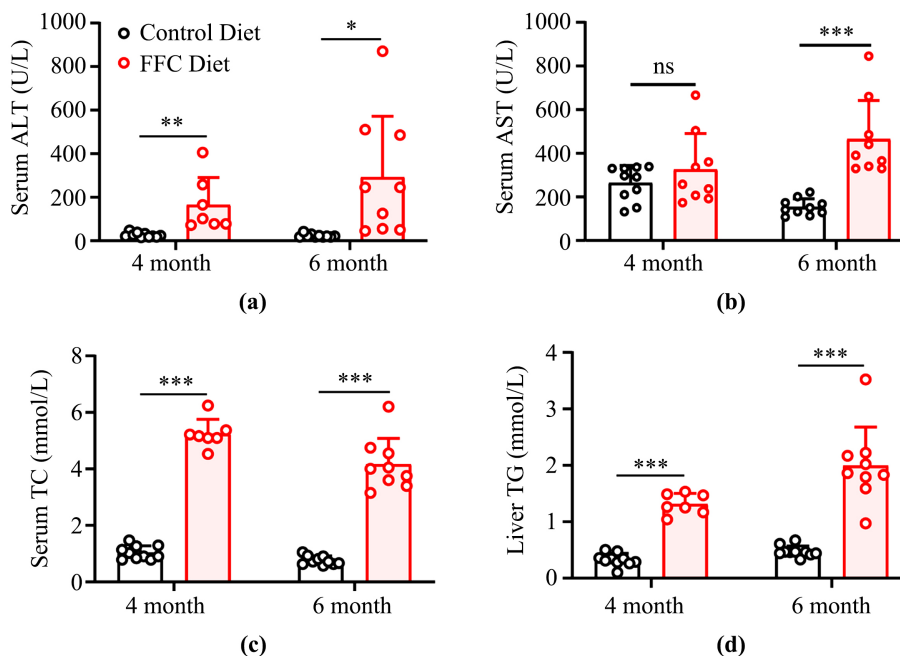 1000
800
600
400
200
0
Serum ALT (U/L)
Control Diet
FFC Diet
**
*
4 month
6 month
(a)
1000
800
600
400
200
0
Serum AST (U/L)
ns
***
4 month
6 month
(b)
8
6
4
2
0
Serum TC (mmol/L)
***
***
4 month
6 month
(c)
4
3
2
1
0
Liver TG (mmol/L)
***
***
4 month
6 month
(d)